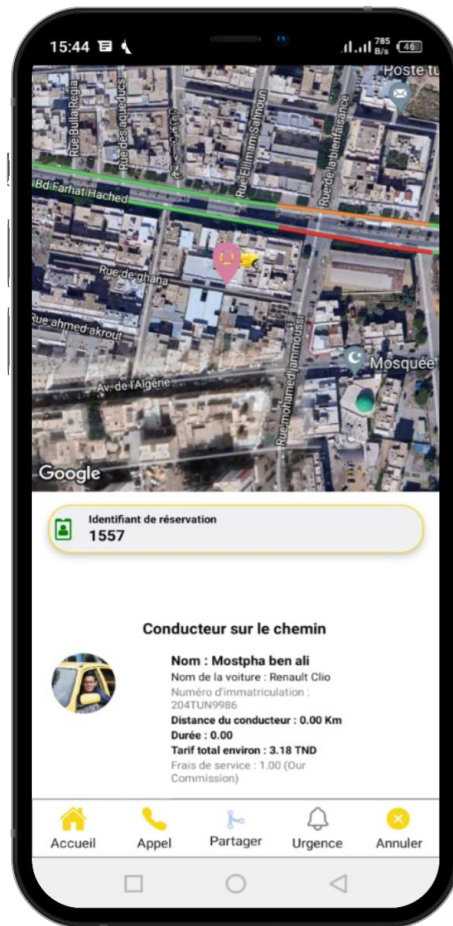 15:44
785
B/s
46
Poste tu
Rue Bulla Regia
Rue des aqueducs
Rue Elimam Sahnoun
Rue de la bienfaisance
Bd Farhat Hached
Rue de ghana
Rue ahmed akrout
Rue mohamed jammoussi
Mosquée
Av. de l'Algérie
Google
Identifiant de réservation
1557
Conducteur sur le chemin
Nom : Mostpha ben ali
Nom de la voiture : Renault Clio
Numéro d'immatriculation :
204TUN9986
Distance du conducteur : 0.00 Km
Durée : 0.00
Tarif total environ : 3.18 TND
Frais de service : 1.00 (Our
Commission)
Accueil
Appel
Partager
Urgence
Annuler